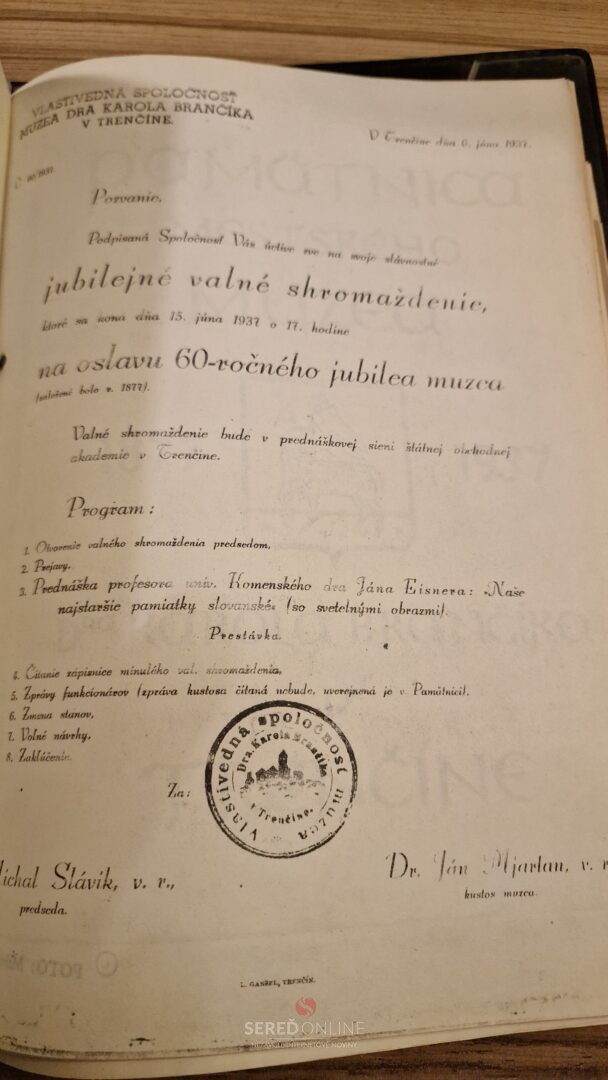 VLASTIVEDNÁ SPOLOČNOSŤ
MUZEA DRA KAROLA BRANČÍKA
V TRENČÍNE.
V Trenčíne dňa 6. júna 1937.
/1937.
Pozvanie.
Podpísaná Spoločnosť Vás úctive zve na svoje slávnostné
jubilejné valné shromaždenie,
ktoré sa koná dňa 15. júna 1937 o 17. hodine
na oslavu 60-ročného jubilea muzea
(založené bolo r. 1877).
Valné shromaždenie bude v prednáškovej sieni štátnej obchodnej
akademie v Trenčíne.
Program:
1. Otvorenie valného shromaždenia predsedom,
2. Prejavy,
3. Prednáška profesora univ. Komenského dra Jána Eisnera: »Naše
najstaršie pamiatky slovanské« (so svetelnými obrazmi).
Prestávka.
4. Čítanie zápisnice minulého val. shromaždenia,
5. Zprávy funkcionárov (zpráva kustosa čítaná nebude, uverejnená je v Pamätnici).
6. Zmena stanov,
7. Voľné návrhy,
8. Zakľúčenie.
Za:
Vlastivedná spoločnosť muzea
Dra. Karola Brančíka
v Trenčíne.
Michal Slávik, v. r.,
predseda.
Dr. Ján Mjartan, v. r.
kustos muzea.
L. GANSEL, TRENČÍN.
© FOTO:
SEREĎONLINE